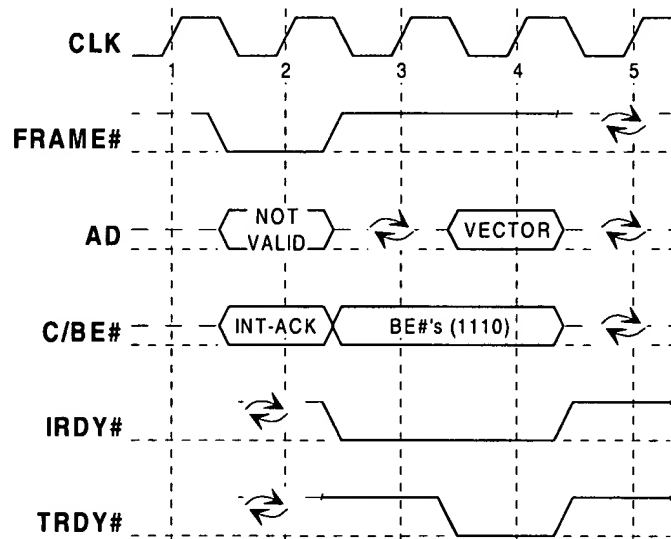 CLK
1 2 3 4 5
FRAME#
AD
NOT
VALID
VECTOR
C/BE#
INT-ACK
BE#'s (1110)
IRDY#
TRDY#